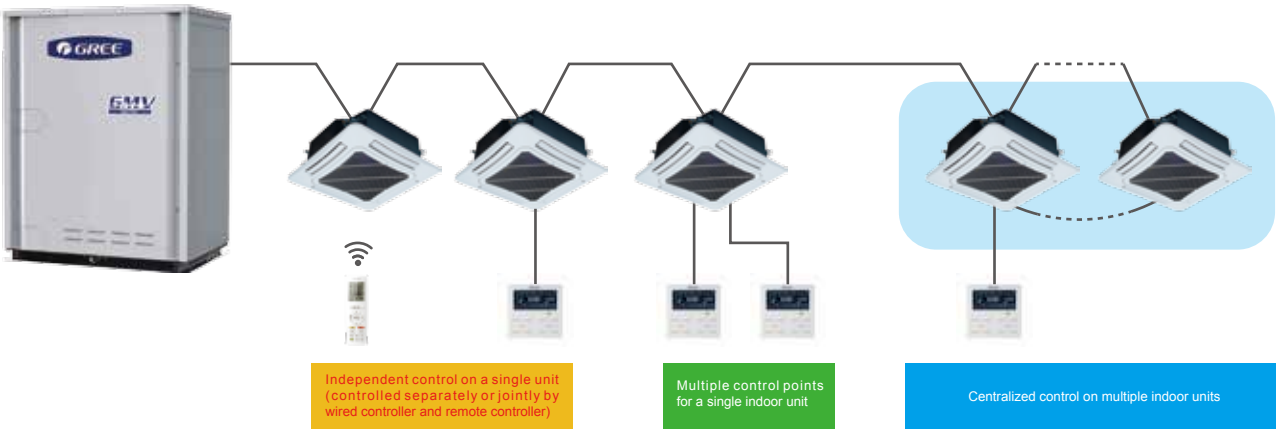 GREE
GMV
Independent control on a single unit
(controlled separately or jointly by
wired controller and remote controller)
Multiple control points
for a single indoor unit
Centralized control on multiple indoor units